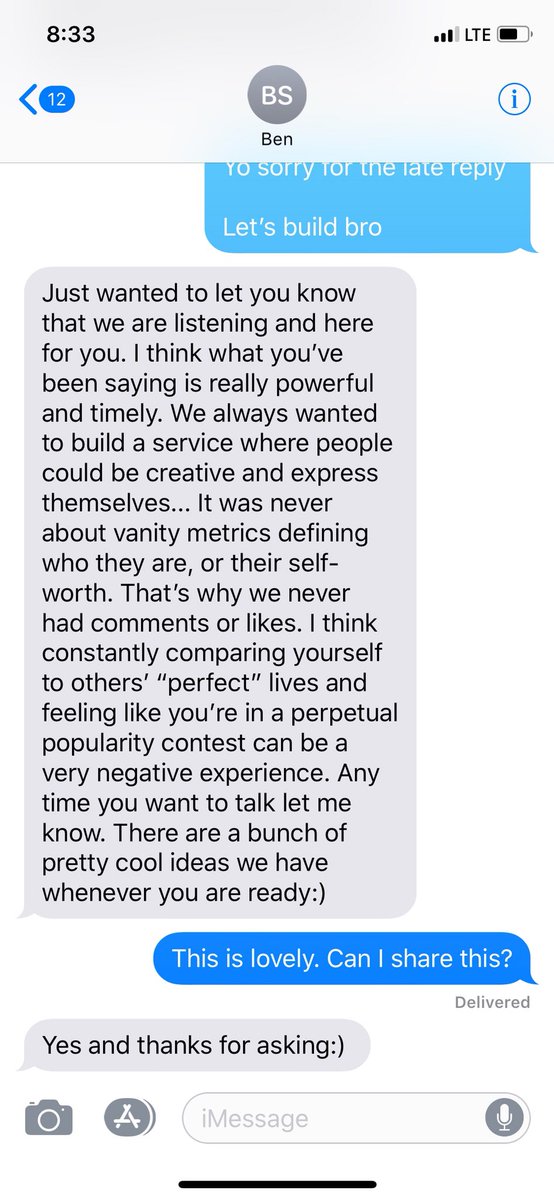 8:33
LTE
12
BS
Ben
Yo sorry for the late reply
Let’s build bro
Just wanted to let you know
that we are listening and here
for you. I think what you’ve
been saying is really powerful
and timely. We always wanted
to build a service where people
could be creative and express
themselves... It was never
about vanity metrics defining
who they are, or their self-
worth. That’s why we never
had comments or likes. I think
constantly comparing yourself
to others’ “perfect” lives and
feeling like you’re in a perpetual
popularity contest can be a
very negative experience. Any
time you want to talk let me
know. There are a bunch of
pretty cool ideas we have
whenever you are ready:)
This is lovely. Can I share this?
Delivered
Yes and thanks for asking:)
iMessage